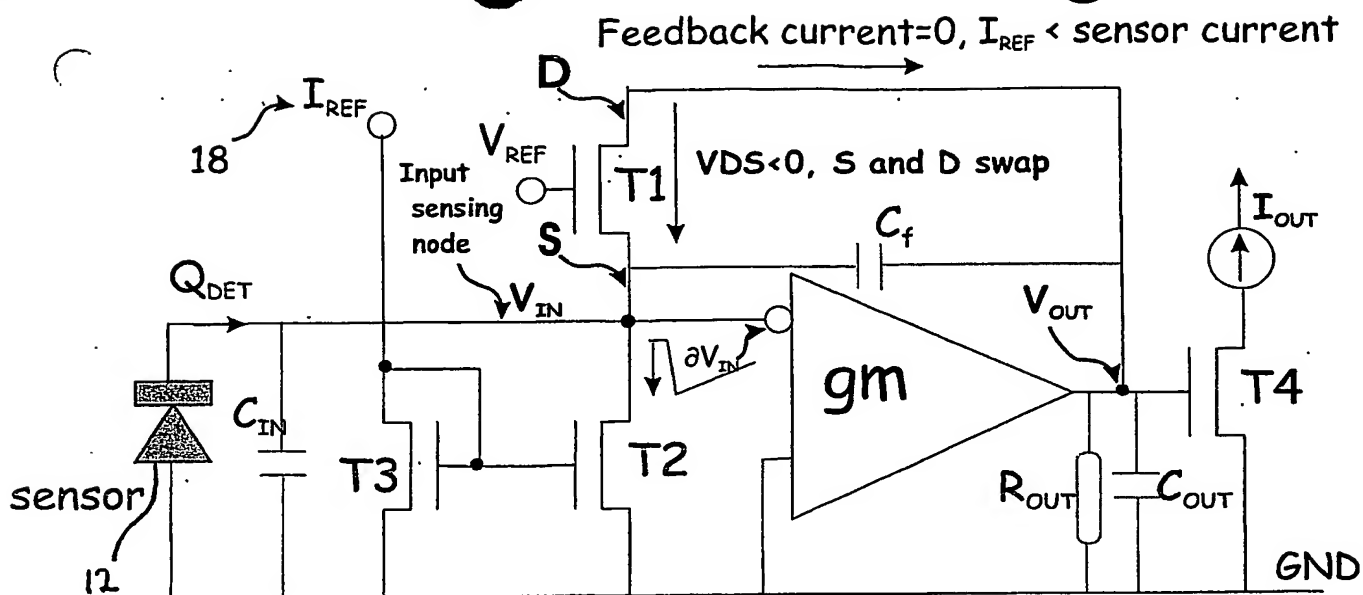 Feedback current=0, I_REF < sensor current
D
I_REF
18
V_REF
Input
sensing
node
T1
VDS<0, S and D swap
S
C_f
I_OUT
Q_DET
V_IN
V_OUT
∂V_IN
gm
T4
C_IN
T3
T2
R_OUT
C_OUT
sensor
12
GND